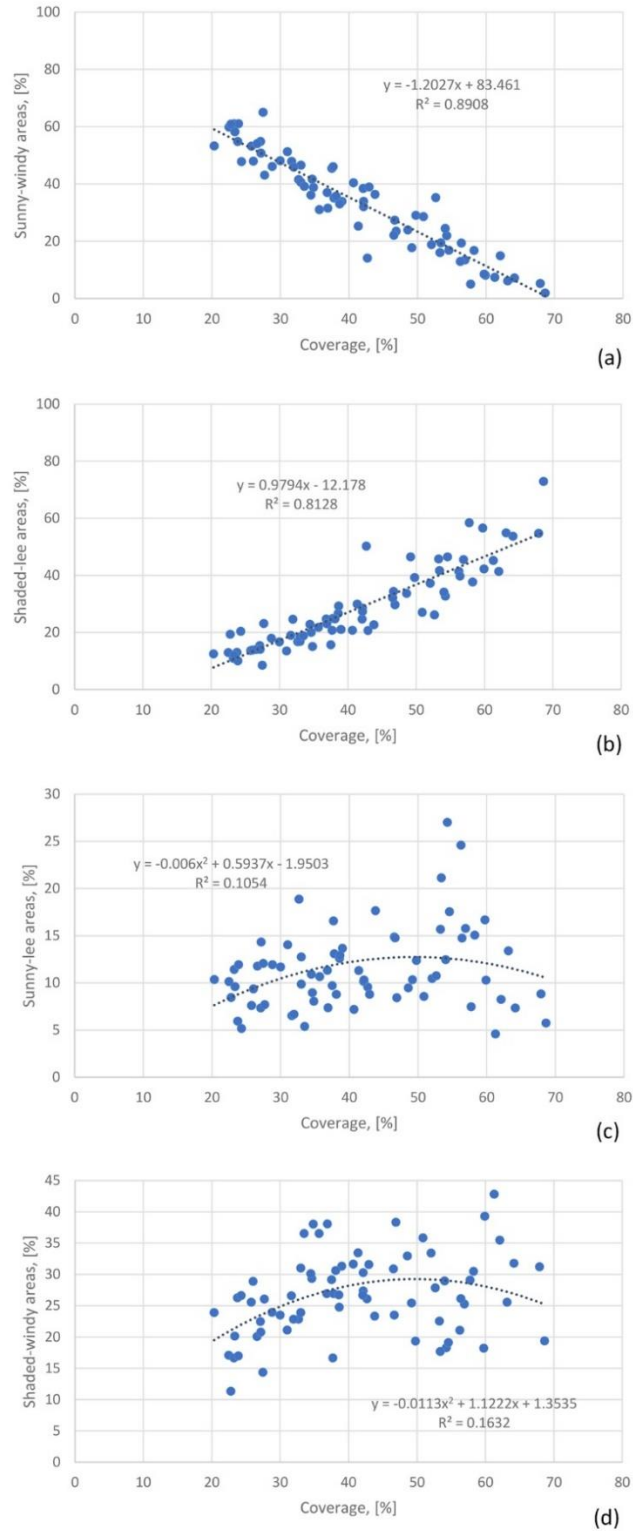 100
80
60
40
20
0
Sunny-windy areas, [%]
y = -1.2027x + 83.461
R² = 0.8908
0 10 20 30 40 50 60 70 80
Coverage, [%]
(a)
100
80
60
40
20
0
Shaded-lee areas, [%]
y = 0.9794x - 12.178
R² = 0.8128
0 10 20 30 40 50 60 70 80
Coverage, [%]
(b)
30
25
20
15
10
5
0
Sunny-lee areas, [%]
y = -0.006x² + 0.5937x - 1.9503
R² = 0.1054
0 10 20 30 40 50 60 70 80
Coverage, [%]
(c)
45
40
35
30
25
20
15
10
5
0
Shaded-windy areas, [%]
y = -0.0113x² + 1.1222x + 1.3535
R² = 0.1632
0 10 20 30 40 50 60 70 80
Coverage, [%]
(d)